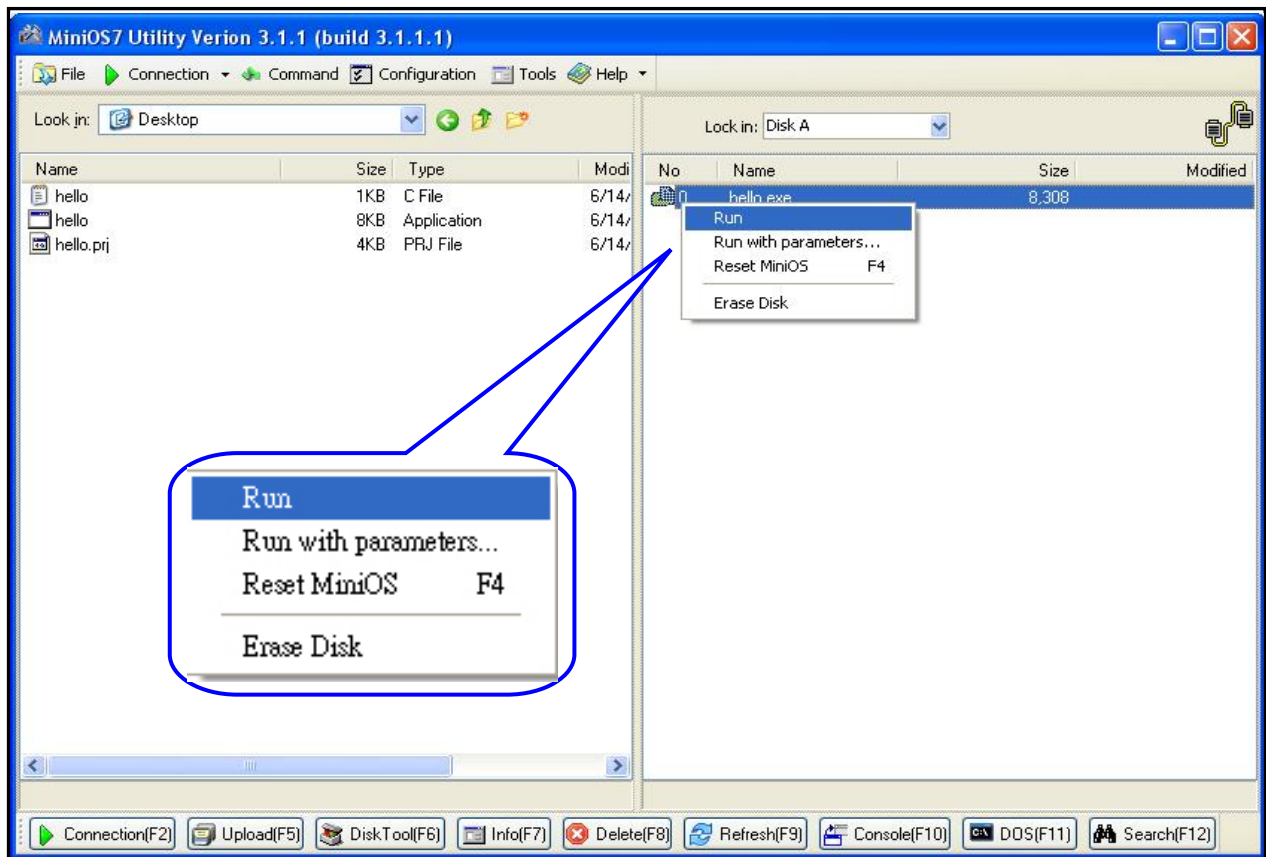 MiniOS7 Utility Verion 3.1.1 (build 3.1.1.1)
File Connection Command Configuration Tools Help
Look in: Desktop
Lock in: Disk A
Name Size Type Modi
No Name Size Modified
hello 1KB C File 6/14/
hello 8KB Application 6/14/
hello.prj 4KB PRJ File 6/14/
0 hello.exe 8,308
Run
Run with parameters...
Reset MiniOS F4
Erase Disk
Run
Run with parameters...
Reset MiniOS F4
Erase Disk
Connection(F2) Upload(F5) DiskTool(F6) Info(F7) Delete(F8) Refresh(F9) Console(F10) DOS(F11) Search(F12)